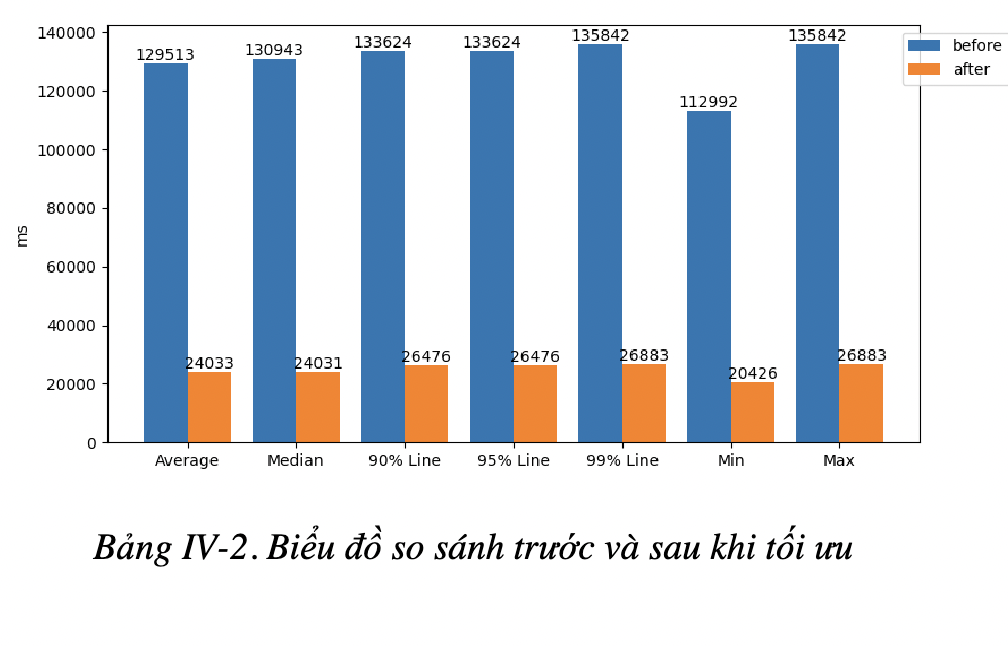 140000
120000
100000
80000
60000
40000
20000
0
ms
129513 130943 133624 133624 135842 112992 135842
24033 24031 26476 26476 26883 20426 26883
before
after
Average Median 90% Line 95% Line 99% Line Min Max
Bảng IV-2. Biểu đồ so sánh trước và sau khi tối ưu